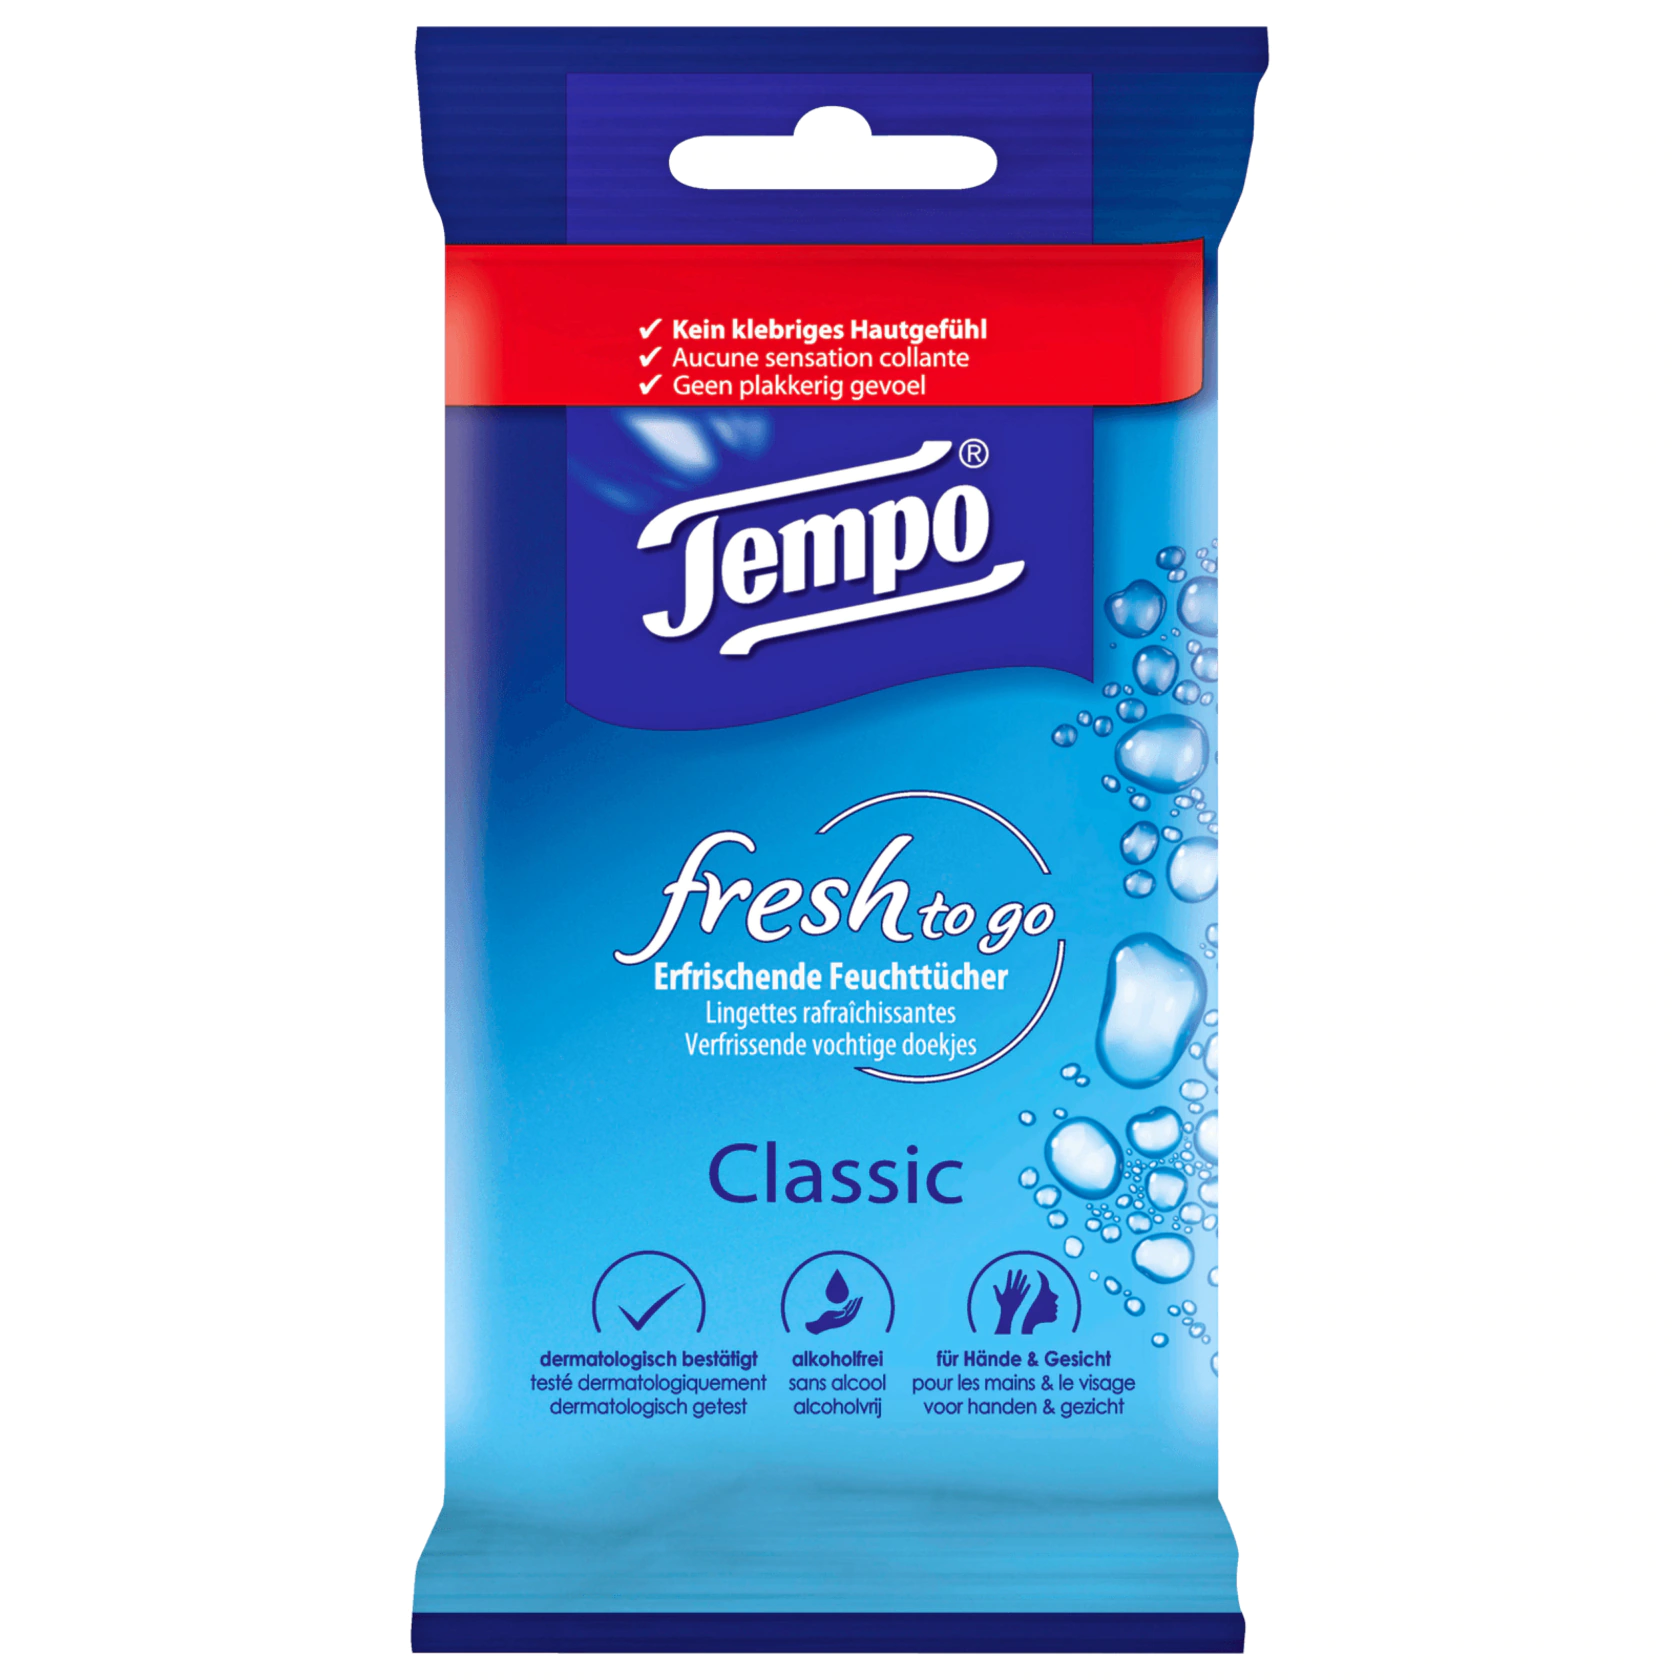 ✓ Kein klebriges Hautgefühl
✓ Aucune sensation collante
✓ Geen plakkerig gevoel
Tempo®
fresh to go
Erfrischende Feuchttücher
Lingettes rafraîchissantes
Verfrissende vochtige doekjes
Classic
dermatologisch bestätigt
testé dermatologiquement
dermatologisch getest
alkoholfrei
sans alcool
alcoholvrij
für Hände & Gesicht
pour les mains & le visage
voor handen & gezicht